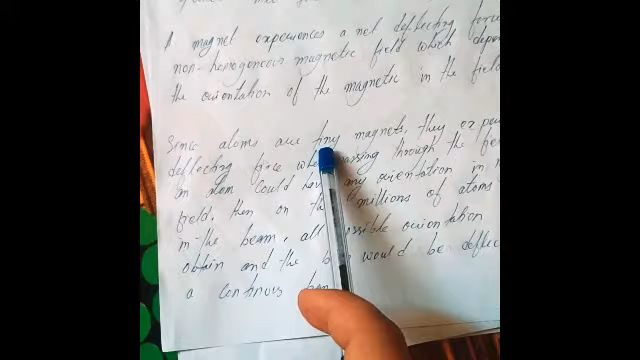 A magnet experiences a net deflecting force
non-homogeneous magnetic field which depen
the orientation of the magnetic in the field
Since atoms are tiny magnets, they expe
deflecting force when passing through the fie
an atom could have any orientation in
field, then on the millions of atoms
in the beam, all possible orientation
obtain and the would be deflec
a continous